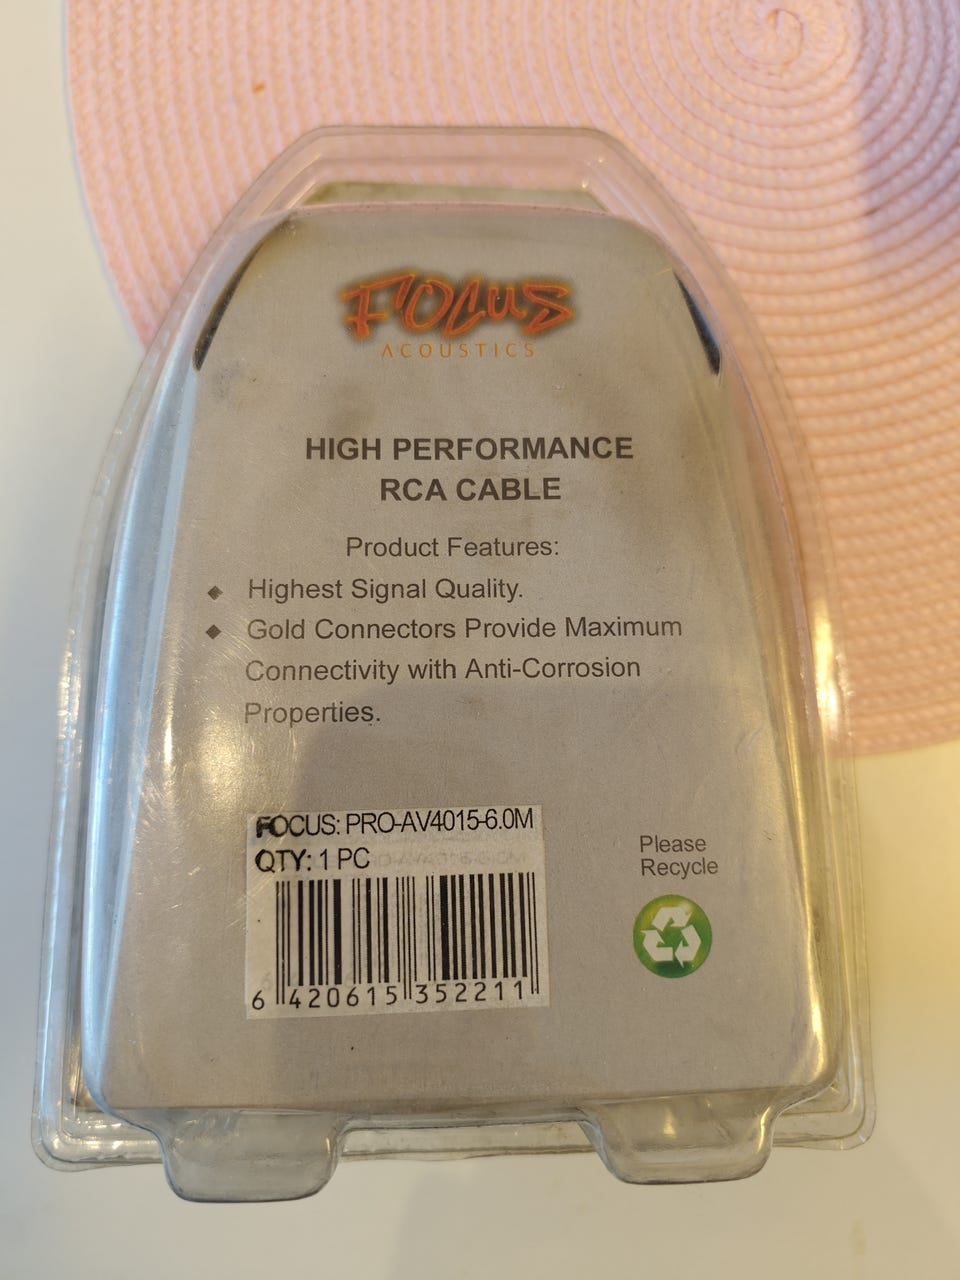 FOCUS
ACOUSTICS
HIGH PERFORMANCE
RCA CABLE
Product Features:
◆ Highest Signal Quality.
◆ Gold Connectors Provide Maximum
Connectivity with Anti-Corrosion
Properties.
FOCUS: PRO-AV4015-6.0M
QTY: 1 PC
6 420615 352211
Please
Recycle